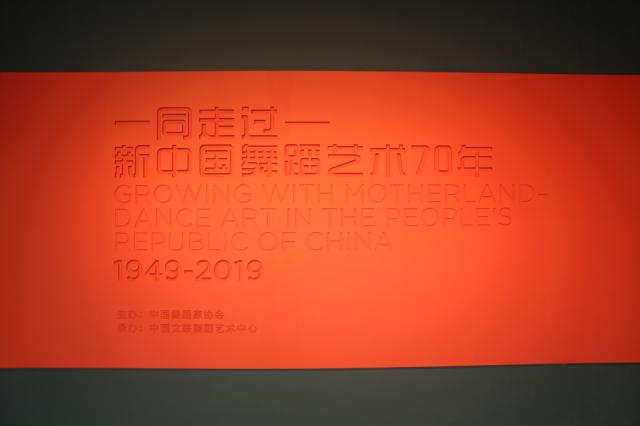 一同走过—
新中国舞蹈艺术70年
GROWING WITH MOTHERLAND-
DANCE ART IN THE PEOPLE'S
REPUBLIC OF CHINA
1949-2019
主办：中国舞蹈家协会
承办：中国文联舞蹈艺术中心